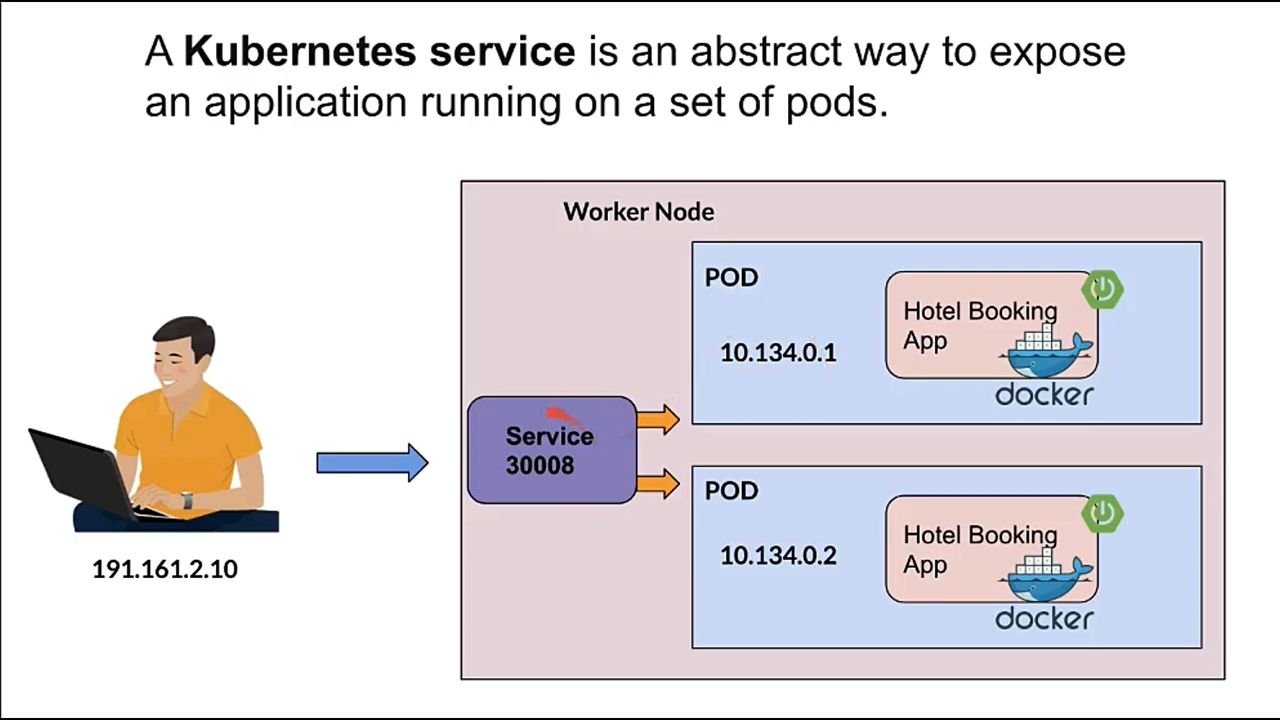 A Kubernetes service is an abstract way to expose
an application running on a set of pods.
Worker Node
POD
10.134.0.1
Hotel Booking
App
docker
Service
30008
POD
10.134.0.2
Hotel Booking
App
docker
191.161.2.10